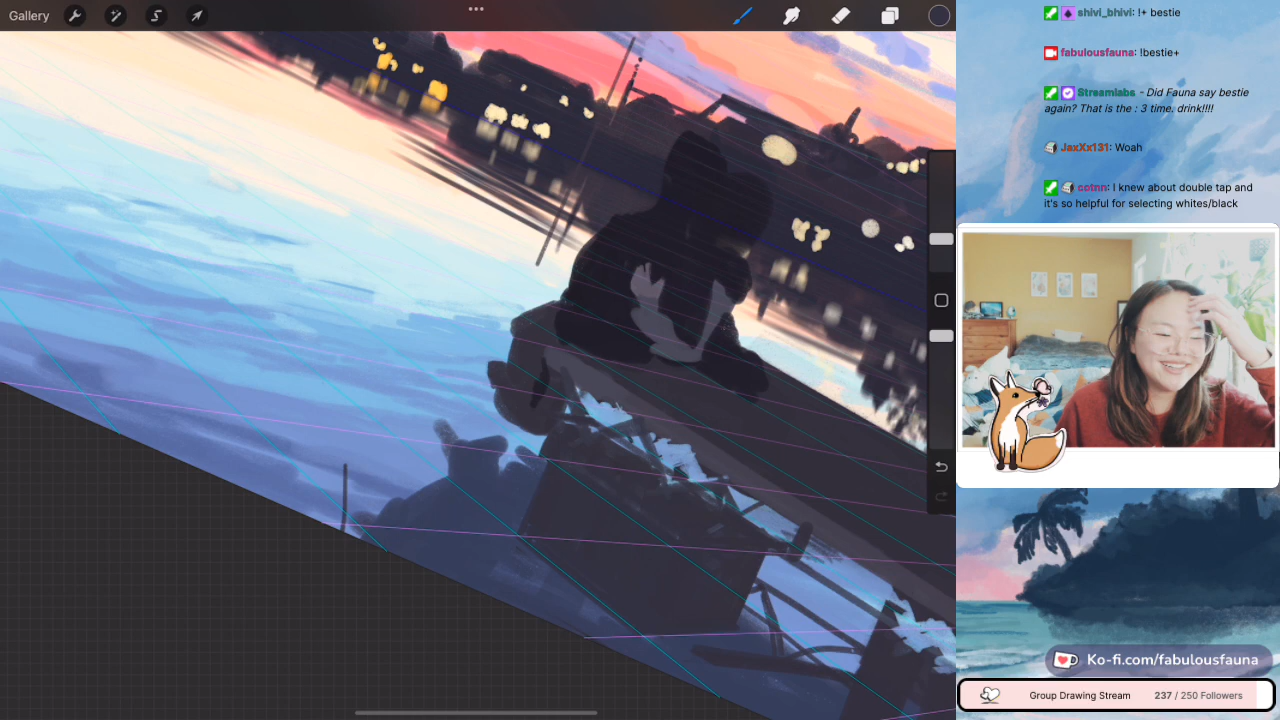 Gallery
shivi_bhivi: !+ bestie
fabulousfauna: !bestie+
Streamlabs - Did Fauna say bestie
again? That is the : 3 time. drink!!!!
JaxXx131: Woah
cotnn: I knew about double tap and
it's so helpful for selecting whites/black
Ko-fi.com/fabulousfauna
Group Drawing Stream 237 / 250 Followers